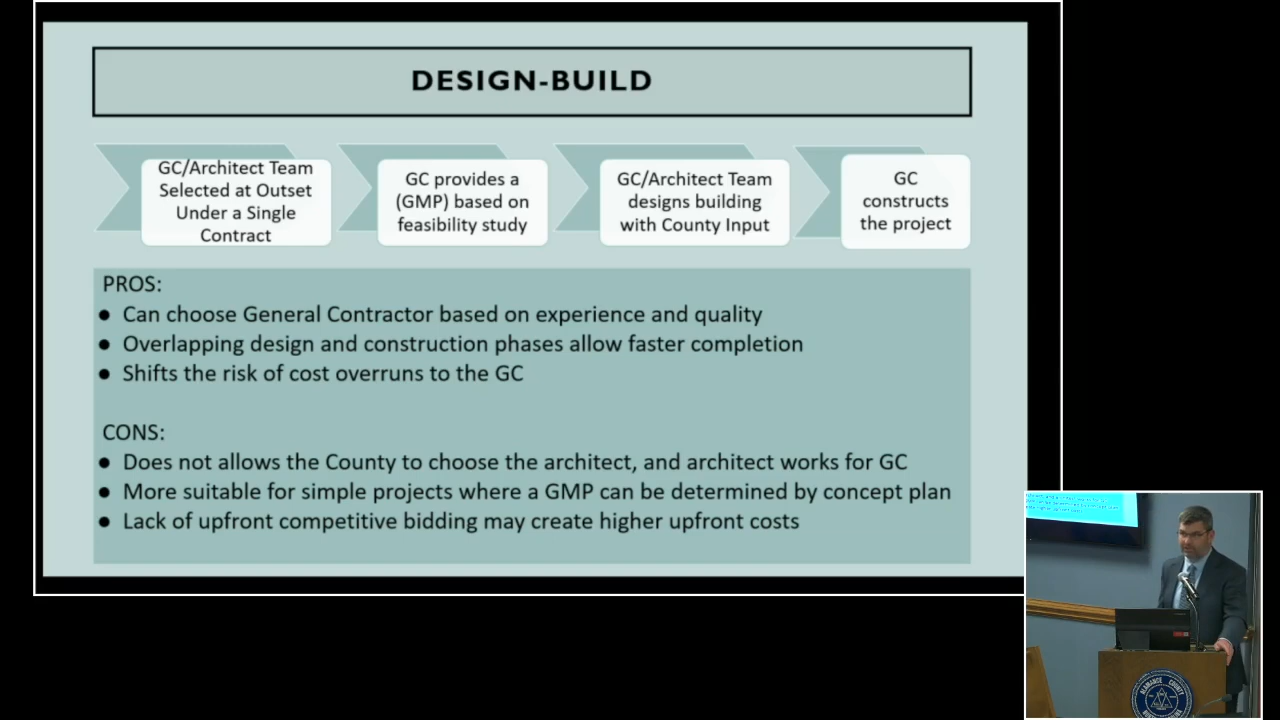 DESIGN-BUILD
GC/Architect Team
Selected at Outset
Under a Single
Contract
GC provides a
(GMP) based on
feasibility study
GC/Architect Team
designs building
with County Input
GC
constructs
the project
PROS:
● Can choose General Contractor based on experience and quality
● Overlapping design and construction phases allow faster completion
● Shifts the risk of cost overruns to the GC
CONS:
● Does not allows the County to choose the architect, and architect works for GC
● More suitable for simple projects where a GMP can be determined by concept plan
● Lack of upfront competitive bidding may create higher upfront costs
ALAMANCE COUNTY